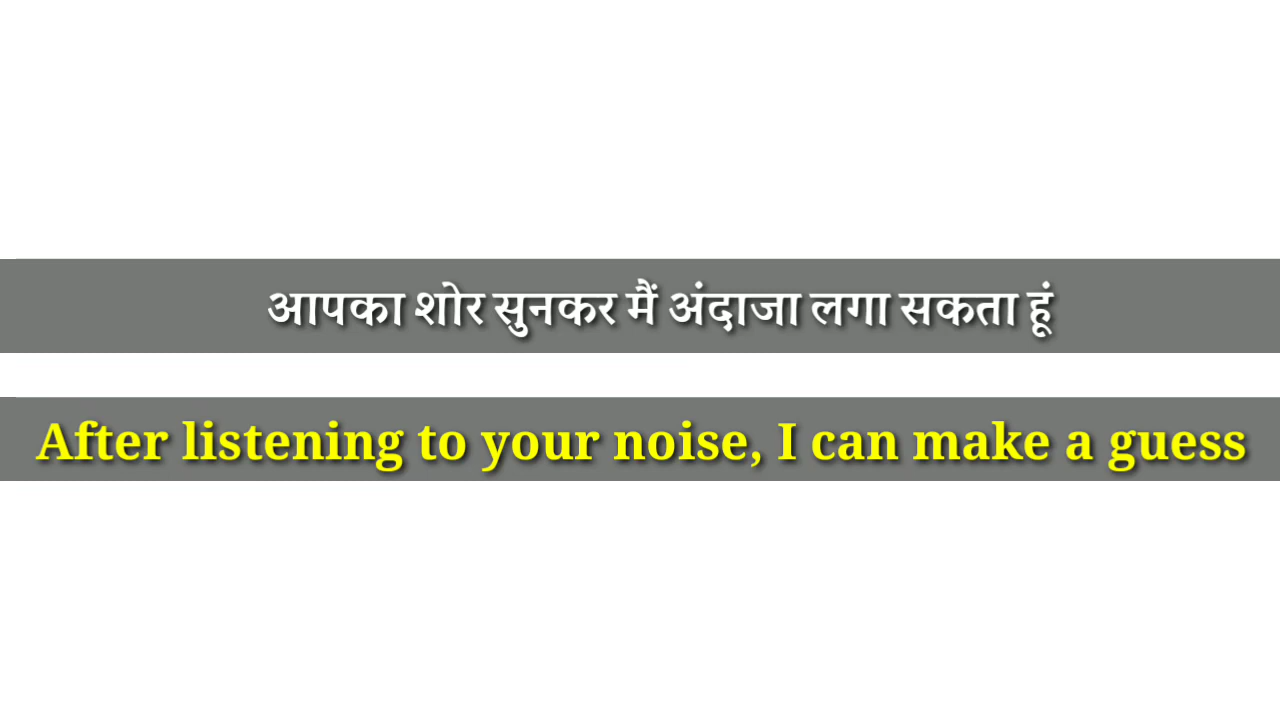 आपका शोर सुनकर मैं अंदाजा लगा सकता हूं
After listening to your noise, I can make a guess